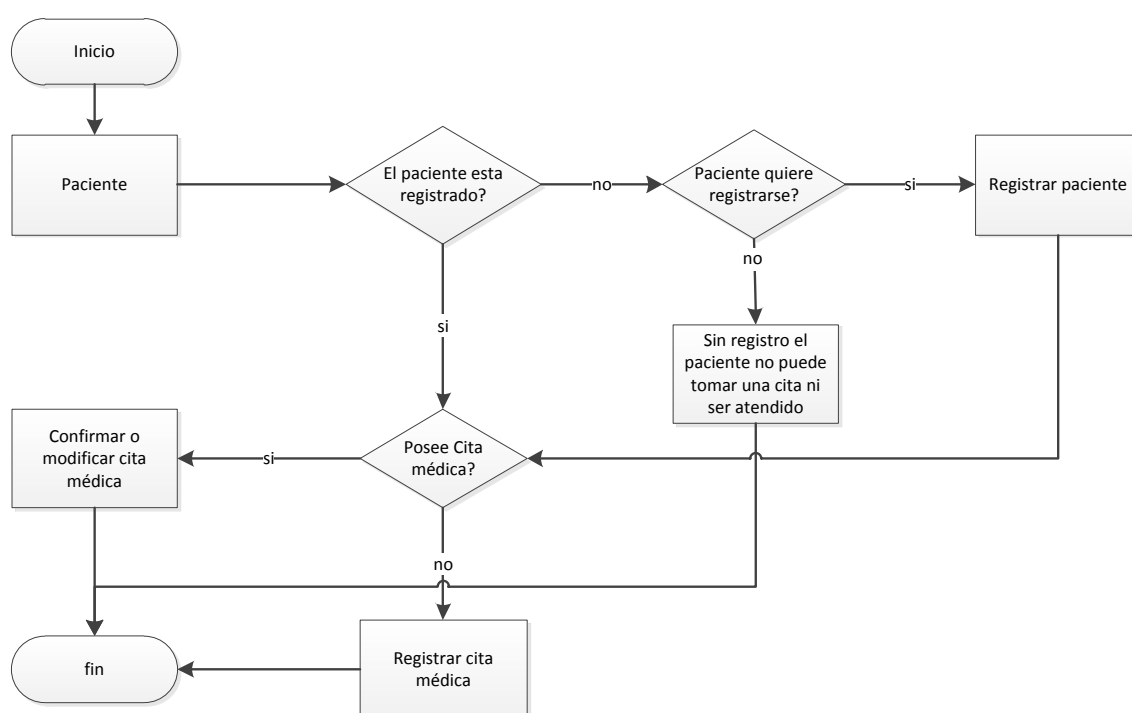 Inicio
Paciente
El paciente esta
registrado?
no
Paciente quiere
registrarse?
si
Registrar paciente
no
si
Sin registro el
paciente no puede
tomar una cita ni
ser atendido
Confirmar o
modificar cita
médica
si
Posee Cita
médica?
no
fin
Registrar cita
médica